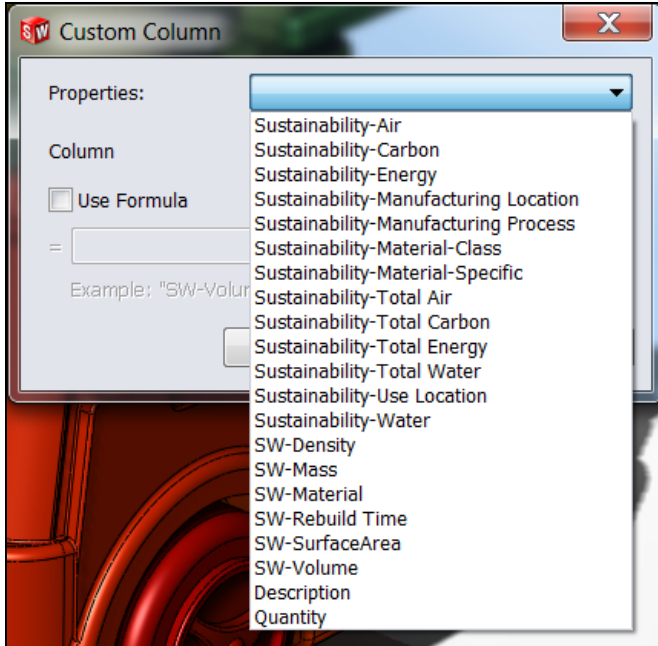 SW Custom Column
Properties:
Sustainability-Air
Sustainability-Carbon
Column
Sustainability-Energy
Sustainability-Manufacturing Location
Use Formula
Sustainability-Manufacturing Process
Sustainability-Material-Class
=
Sustainability-Material-Specific
Example: "SW-Volu
Sustainability-Total Air
Sustainability-Total Carbon
Sustainability-Total Energy
Sustainability-Total Water
Sustainability-Use Location
Sustainability-Water
SW-Density
SW-Mass
SW-Material
SW-Rebuild Time
SW-SurfaceArea
SW-Volume
Description
Quantity